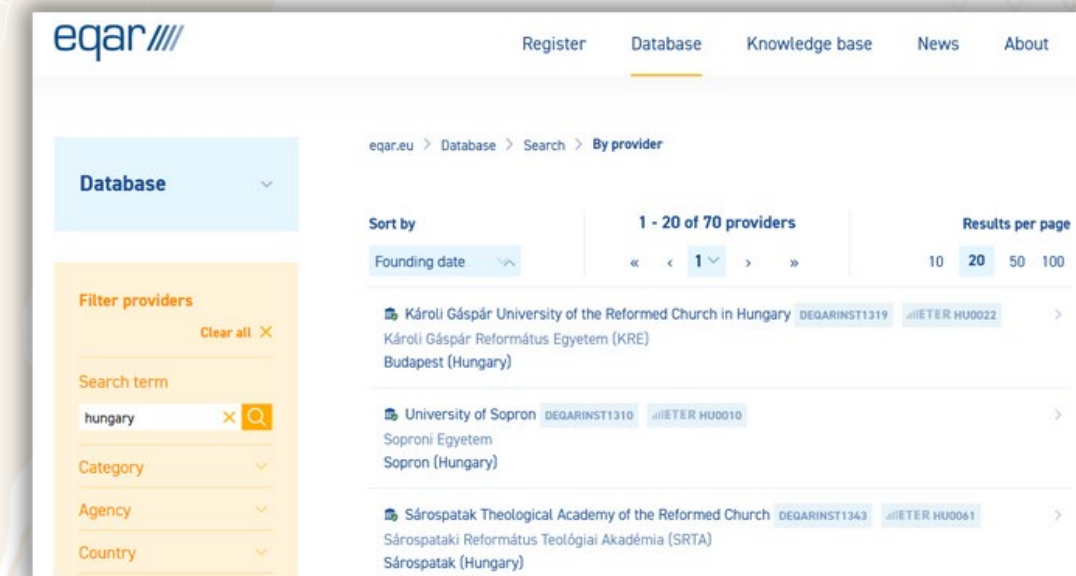 eqar
Register Database Knowledge base News About
eqar.eu > Database > Search > By provider
Database
Sort by
Founding date
1 - 20 of 70 providers
« ‹ 1 › »
Results per page
10 20 50 100
Filter providers
Clear all ×
Search term
hungary ×
Category
Agency
Country
Károli Gáspár University of the Reformed Church in Hungary DEQARINST1319 ETER HU0022
Károli Gáspár Református Egyetem (KRE)
Budapest (Hungary)
University of Sopron DEQARINST1310 ETER HU0010
Soproni Egyetem
Sopron (Hungary)
Sárospatak Theological Academy of the Reformed Church DEQARINST1343 ETER HU0061
Sárospataki Református Teológiai Akadémia (SRTA)
Sárospatak (Hungary)